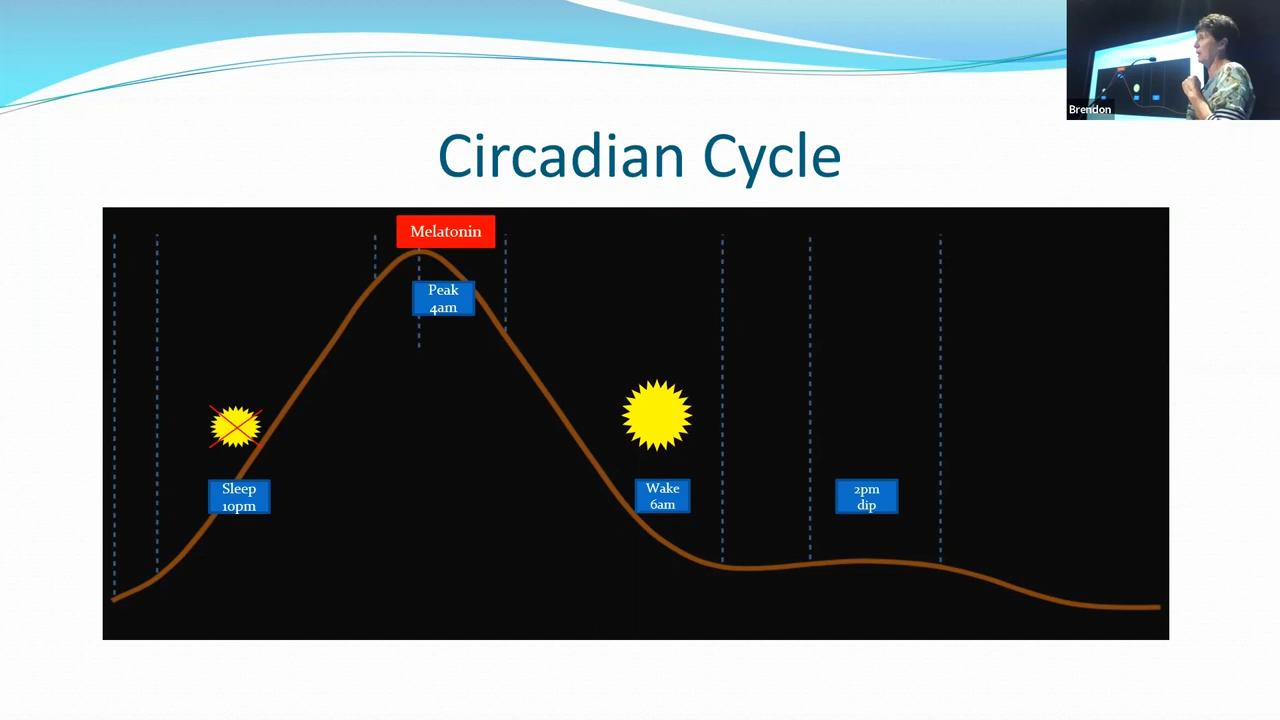 Brendon
Circadian Cycle
Melatonin
Peak
4am
Sleep
10pm
Wake
6am
2pm
dip